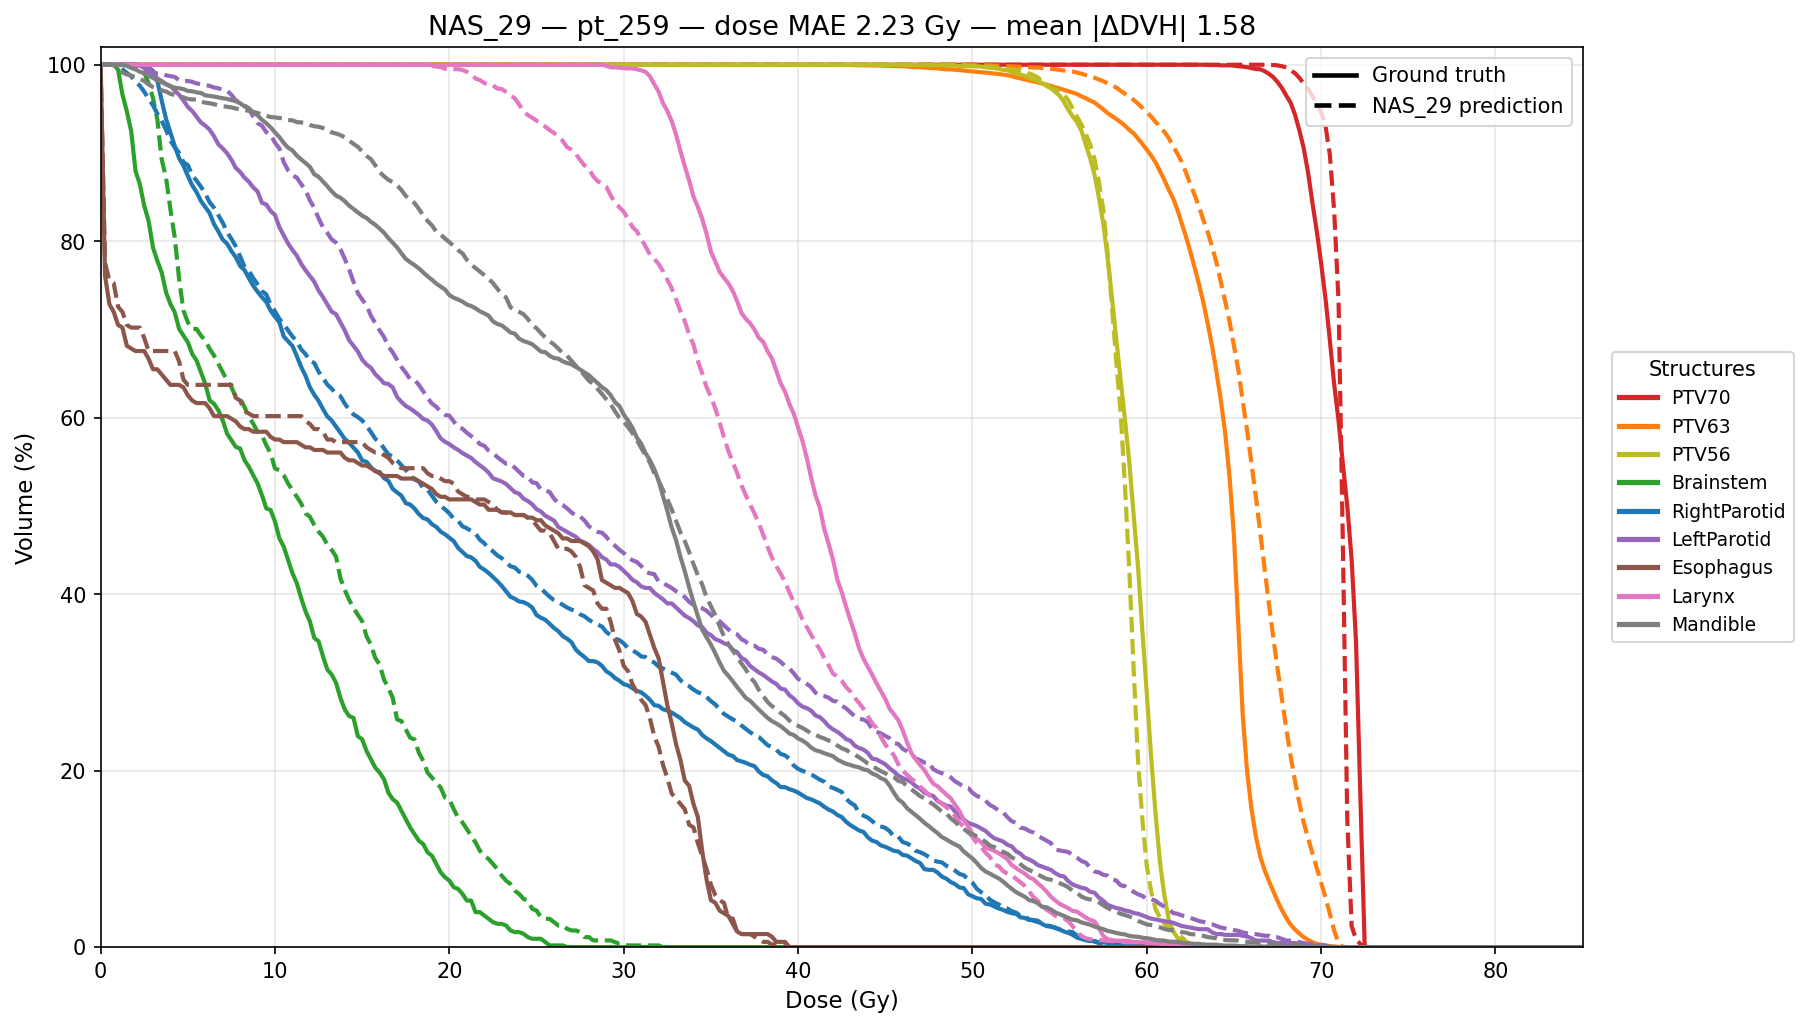 NAS_29 — pt_259 — dose MAE 2.23 Gy — mean |ΔDVH| 1.58
Ground truth
NAS_29 prediction
Volume (%)
100
80
60
40
20
0
0 10 20 30 40 50 60 70 80
Dose (Gy)
Structures
PTV70
PTV63
PTV56
Brainstem
RightParotid
LeftParotid
Esophagus
Larynx
Mandible